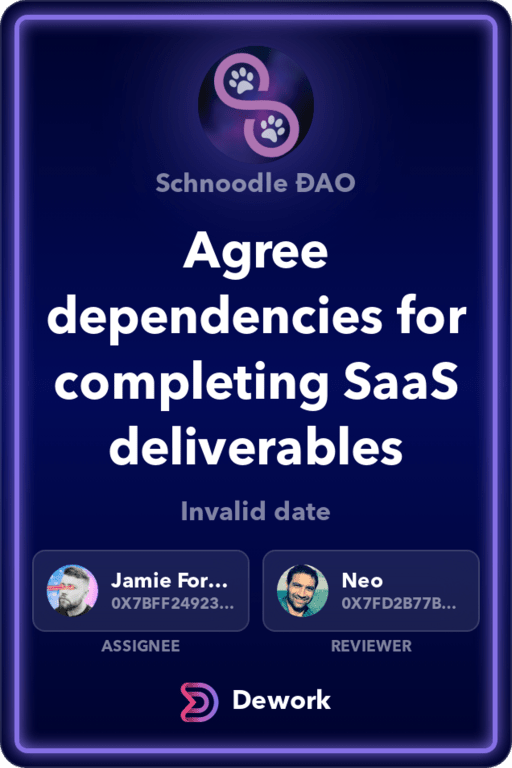 Schnoodle ĐAO
Agree
dependencies for
completing SaaS
deliverables
Invalid date
Jamie For...
0X7BFF24923...
ASSIGNEE
Neo
0X7FD2B77B...
REVIEWER
Dework